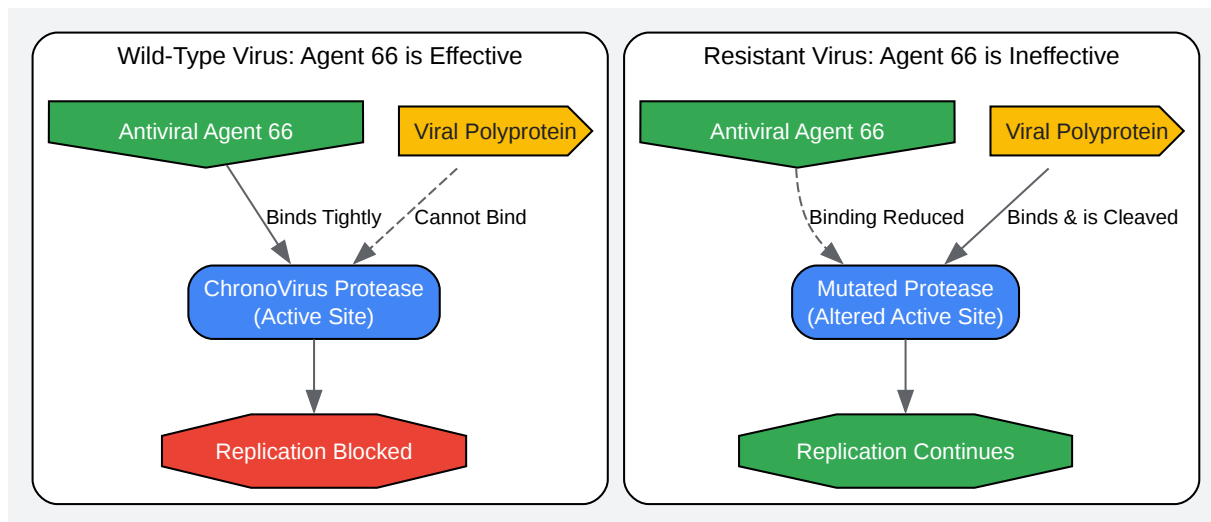 Wild-Type Virus: Agent 66 is Effective
Antiviral Agent 66
Viral Polyprotein
Binds Tightly
Cannot Bind
ChronoVirus Protease
(Active Site)
Replication Blocked
Resistant Virus: Agent 66 is Ineffective
Antiviral Agent 66
Viral Polyprotein
Binding Reduced
Binds & is Cleaved
Mutated Protease
(Altered Active Site)
Replication Continues